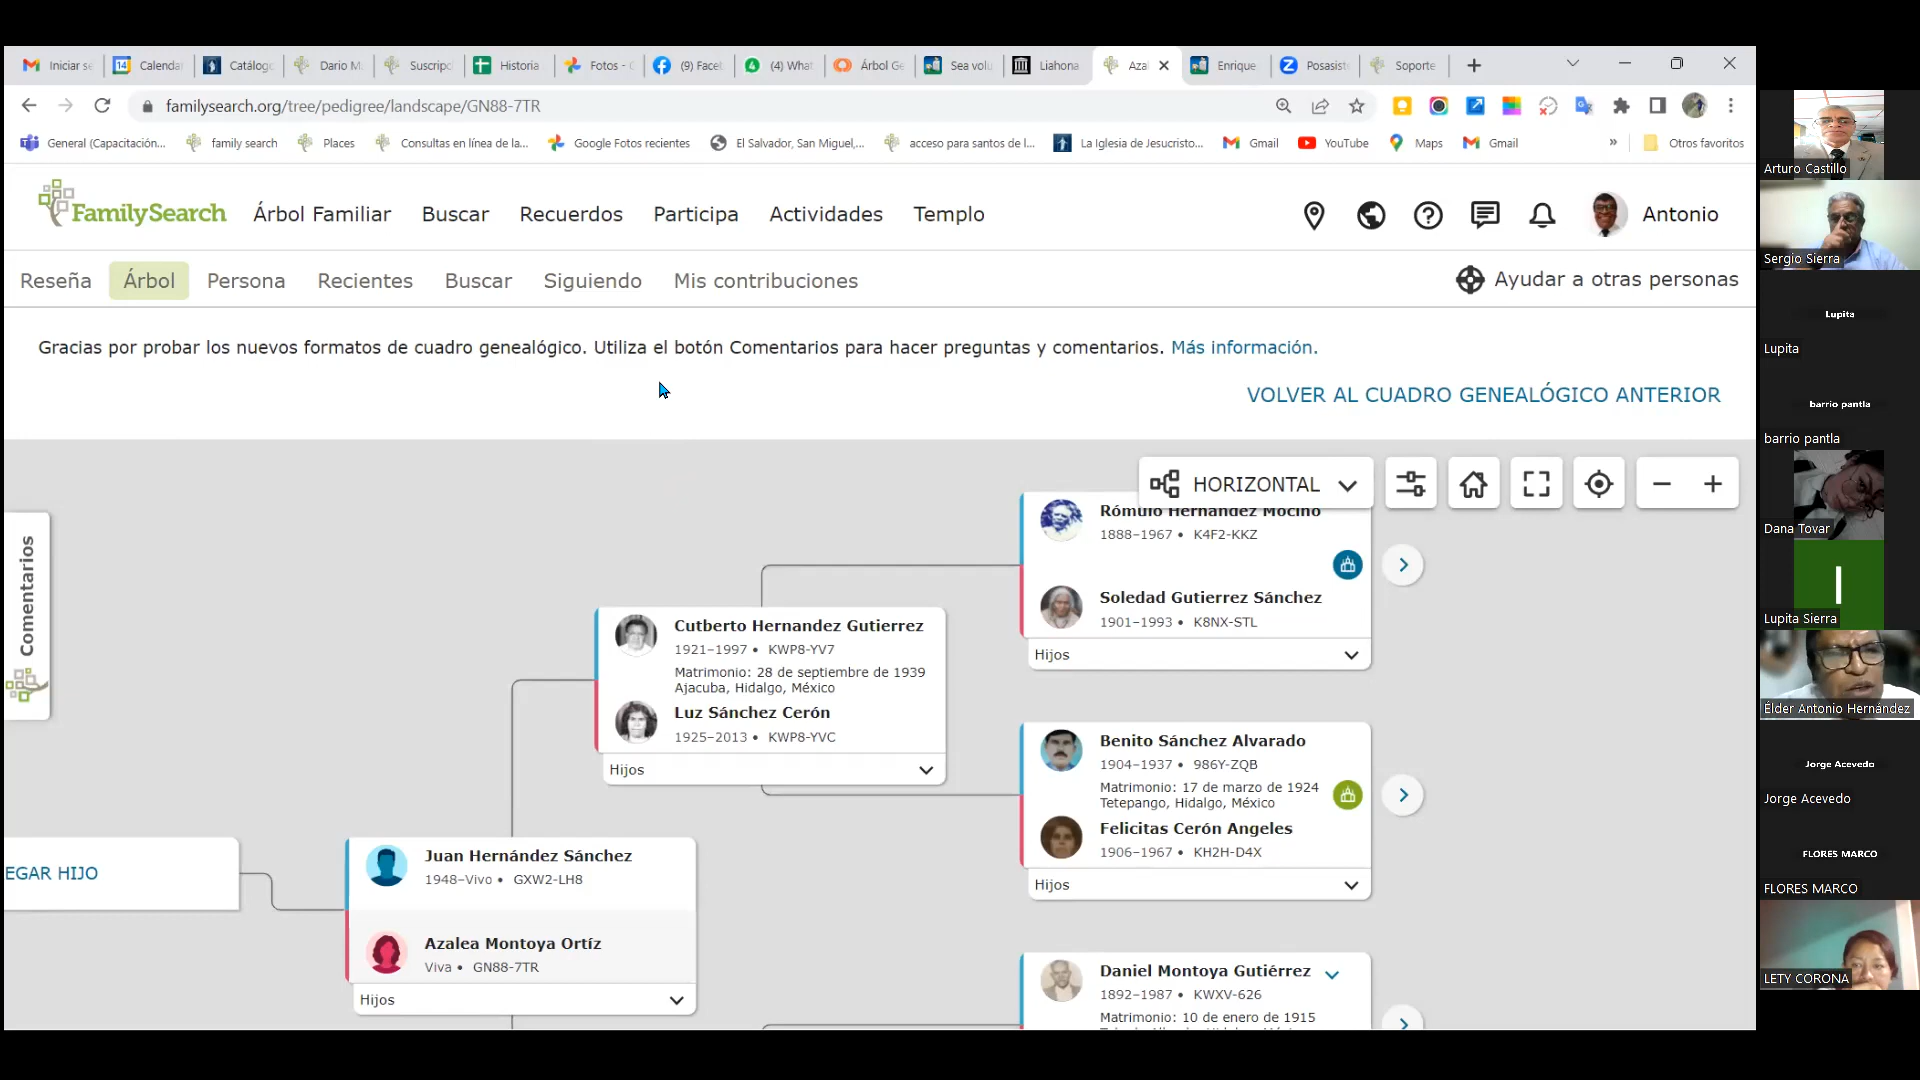 Iniciar se
14
Calenda
Catálogo
Dario M
Suscripc
Historia
Fotos - G
(9) Face
4
(4) What
Árbol Ge
Sea volu
Liahona
Aza
Enrique
Posasist
Soporte
familysearch.org/tree/pedigree/landscape/GN88-7TR
General (Capacitación...
family search
Places
Consultas en línea de la...
Google Fotos recientes
El Salvador, San Miguel,...
acceso para santos de l...
La Iglesia de Jesucristo...
Gmail
YouTube
Maps
Gmail
»
Otros favoritos
FamilySearch
Árbol Familiar
Buscar
Recuerdos
Participa
Actividades
Templo
Antonio
Reseña
Árbol
Persona
Recientes
Buscar
Siguiendo
Mis contribuciones
Ayudar a otras personas
Gracias por probar los nuevos formatos de cuadro genealógico. Utiliza el botón Comentarios para hacer preguntas y comentarios. Más información.
VOLVER AL CUADRO GENEALÓGICO ANTERIOR
HORIZONTAL
Comentarios
Rómulo Hernández Mociño
1888–1967 • K4F2-KKZ
Soledad Gutierrez Sánchez
1901–1993 • K8NX-STL
Hijos
Cutberto Hernandez Gutierrez
1921–1997 • KWP8-YV7
Matrimonio: 28 de septiembre de 1939
Ajacuba, Hidalgo, México
Luz Sánchez Cerón
1925–2013 • KWP8-YVC
Hijos
Benito Sánchez Alvarado
1904–1937 • 986Y-ZQB
Matrimonio: 17 de marzo de 1924
Tetepango, Hidalgo, México
Felicitas Cerón Angeles
1906–1967 • KH2H-D4X
Hijos
EGAR HIJO
Juan Hernández Sánchez
1948–Vivo • GXW2-LH8
Azalea Montoya Ortíz
Viva • GN88-7TR
Hijos
Daniel Montoya Gutiérrez
1892–1987 • KWXV-626
Matrimonio: 10 de enero de 1915
Arturo Castillo
Sergio Sierra
Lupita
Lupita
barrio pantla
barrio pantla
Dana Tovar
I
Lupita Sierra
Élder Antonio Hernández
Jorge Acevedo
Jorge Acevedo
FLORES MARCO
FLORES MARCO
LETY CORONA